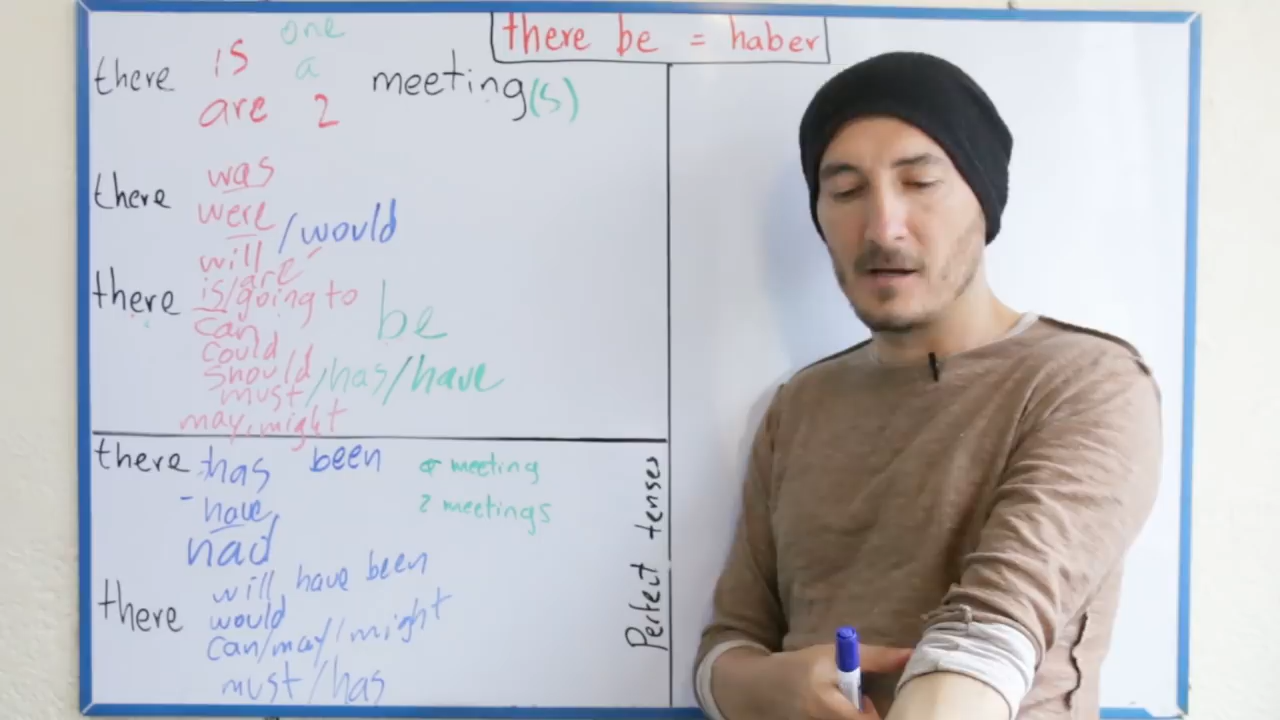 there be = haber
one
there is a meeting(s)
are 2
there was
were
will /would
are
there is/going to be
can
could
should/has/have
must
may, might
there has been a meeting
- have 2 meetings
had
will have been
there would
can/may/might
must/has
Perfect tenses